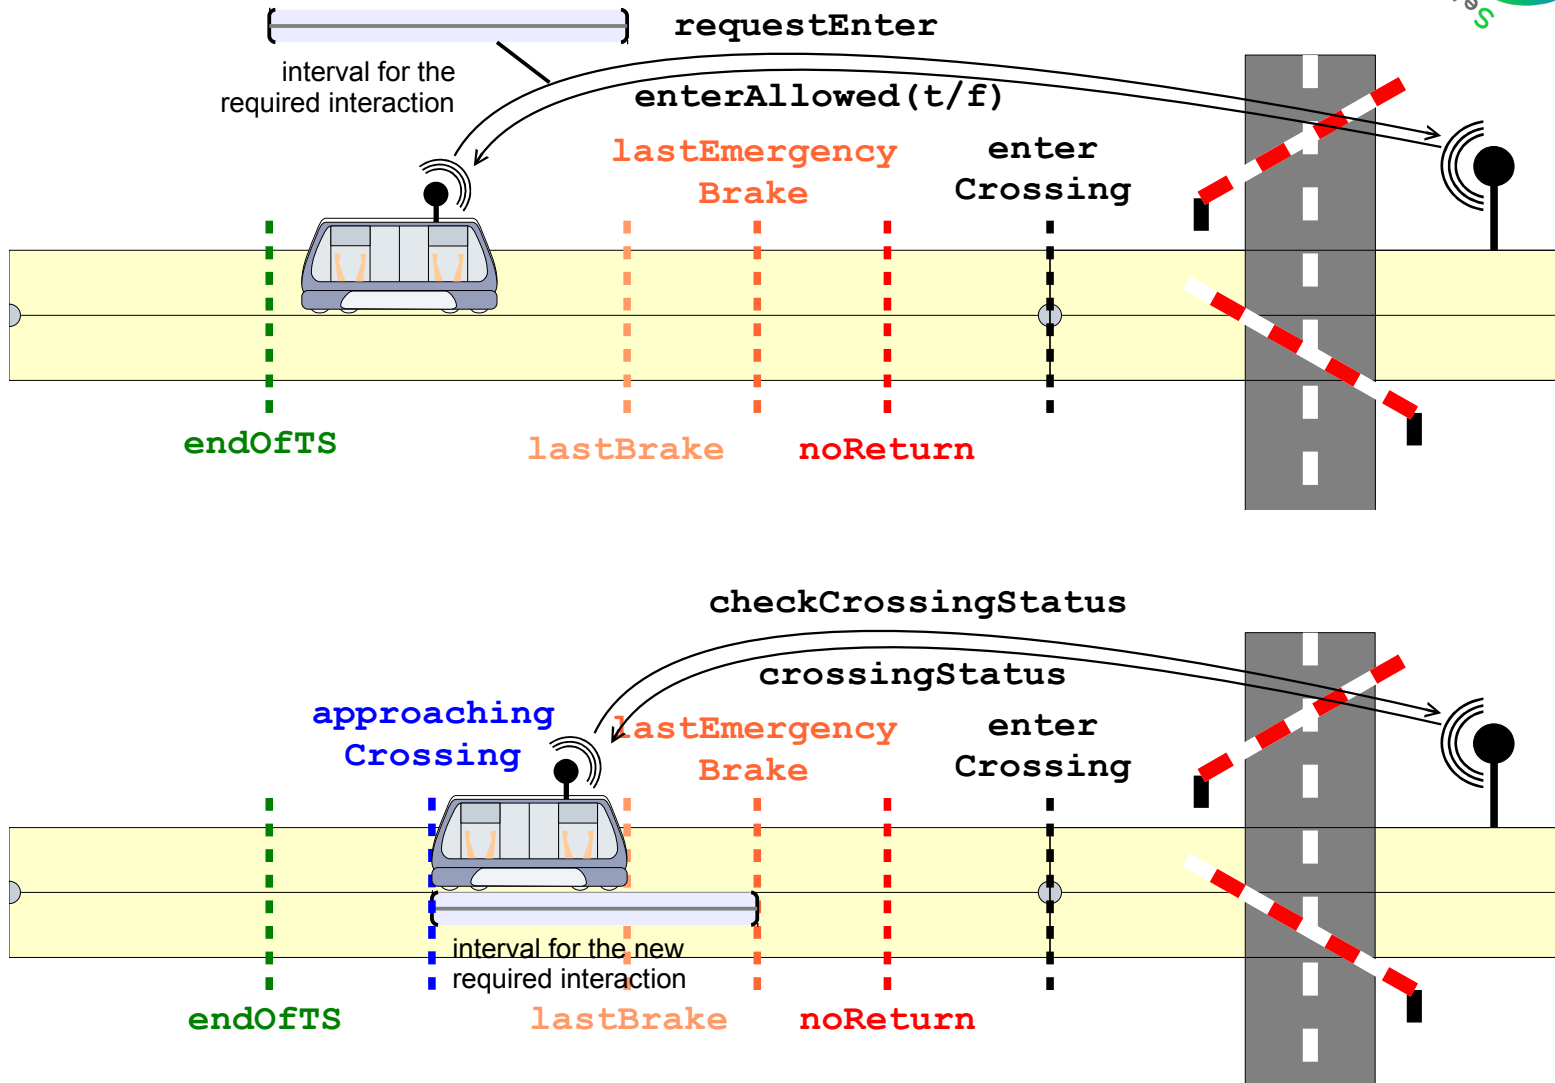 requestEnter
interval for the
required interaction
enterAllowed(t/f)
lastEmergency
Brake
enter
Crossing
endOfTS
lastBrake
noReturn
checkCrossingStatus
crossingStatus
approaching
Crossing
lastEmergency
Brake
enter
Crossing
interval for the new
required interaction
endOfTS
lastBrake
noReturn